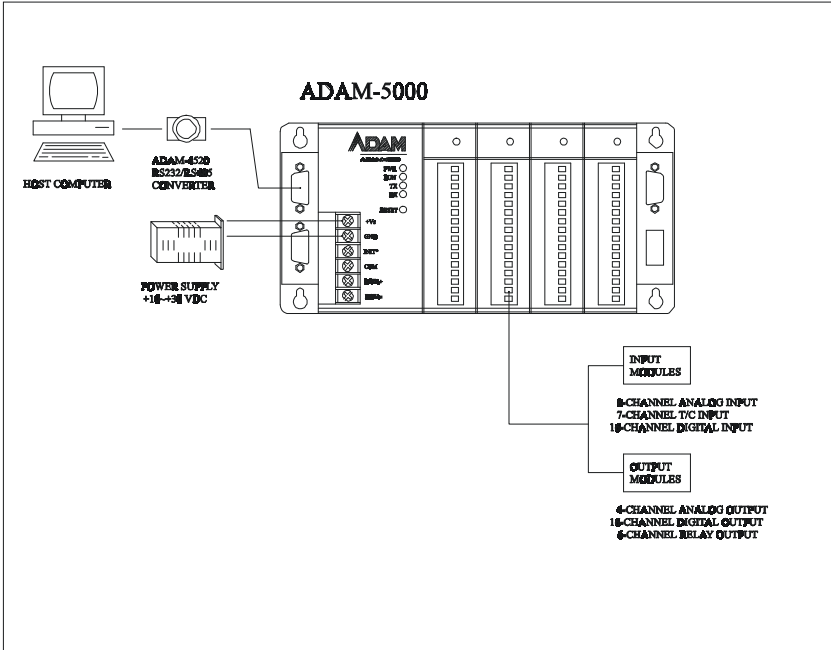 ADAM-5000
HOST COMPUTER
ADAM-4520
RS232/RS485
CONVERTER
POWER SUPPLY
+10~+30 VDC
ADAM
PWR
RUN
TX
RX
RESET
+Vs
GND
INIT*
COM
DATA+
DATA-
INPUT
MODULES
8-CHANNEL ANALOG INPUT
7-CHANNEL T/C INPUT
16-CHANNEL DIGITAL INPUT
OUTPUT
MODULES
4-CHANNEL ANALOG OUTPUT
16-CHANNEL DIGITAL OUTPUT
6-CHANNEL RELAY OUTPUT